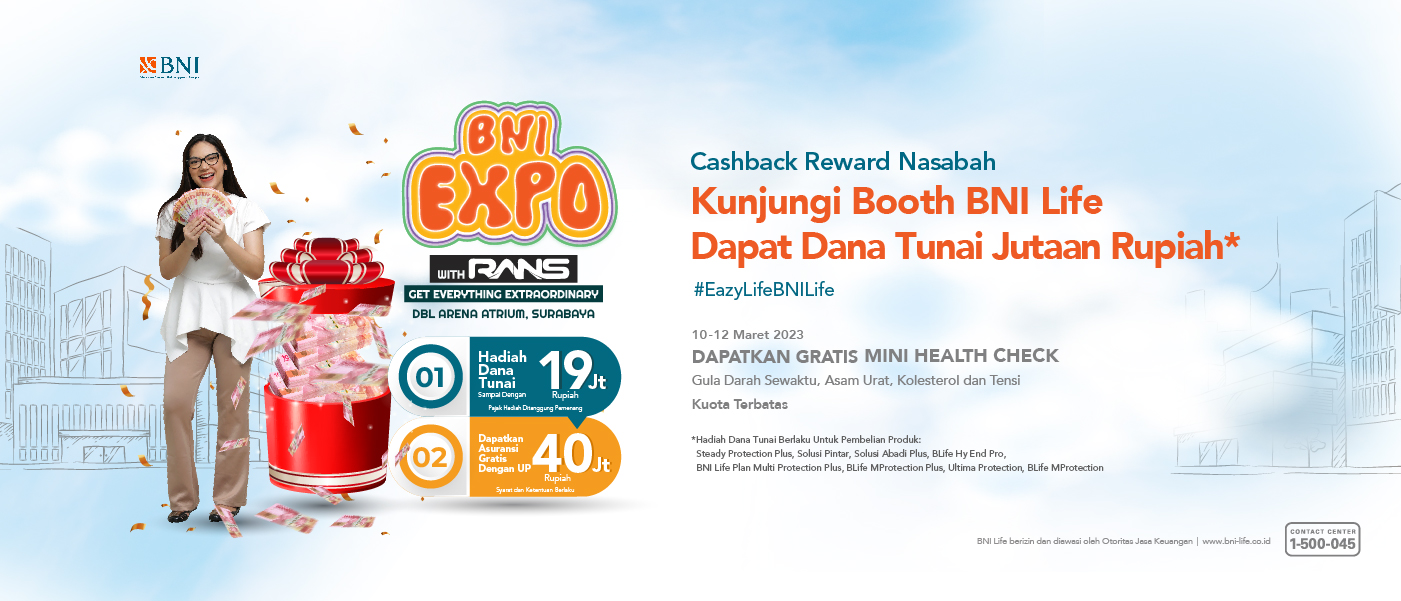 BNI
BNI
EXPO
WITH RANS
GET EVERYTHING EXTRAORDINARY
DBL ARENA ATRIUM, SURABAYA
01
Hadiah
Dana
Tunai
Sampai Dengan
19Jt
Rupiah
Pajak Hadiah Ditanggung Pemenang
02
Dapatkan
Asuransi
Gratis
Dengan UP
40Jt
Rupiah
Syarat dan Ketentuan Berlaku
Cashback Reward Nasabah
Kunjungi Booth BNI Life
Dapat Dana Tunai Jutaan Rupiah*
#EazyLifeBNILife
10-12 Maret 2023
DAPATKAN GRATIS MINI HEALTH CHECK
Gula Darah Sewaktu, Asam Urat, Kolesterol dan Tensi
Kuota Terbatas
*Hadiah Dana Tunai Berlaku Untuk Pembelian Produk:
Steady Protection Plus, Solusi Pintar, Solusi Abadi Plus, BLife Hy End Pro,
BNI Life Plan Multi Protection Plus, BLife MProtection Plus, Ultima Protection, BLife MProtection
BNI Life berizin dan diawasi oleh Otoritas Jasa Keuangan | www.bni-life.co.id
CONTACT CENTER
1-500-045